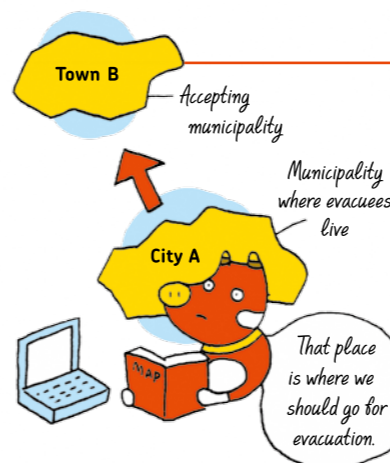 Town B
Accepting
municipality
Municipality
where evacuees
live
City A
MAP
That place
is where we
should go for
evacuation.